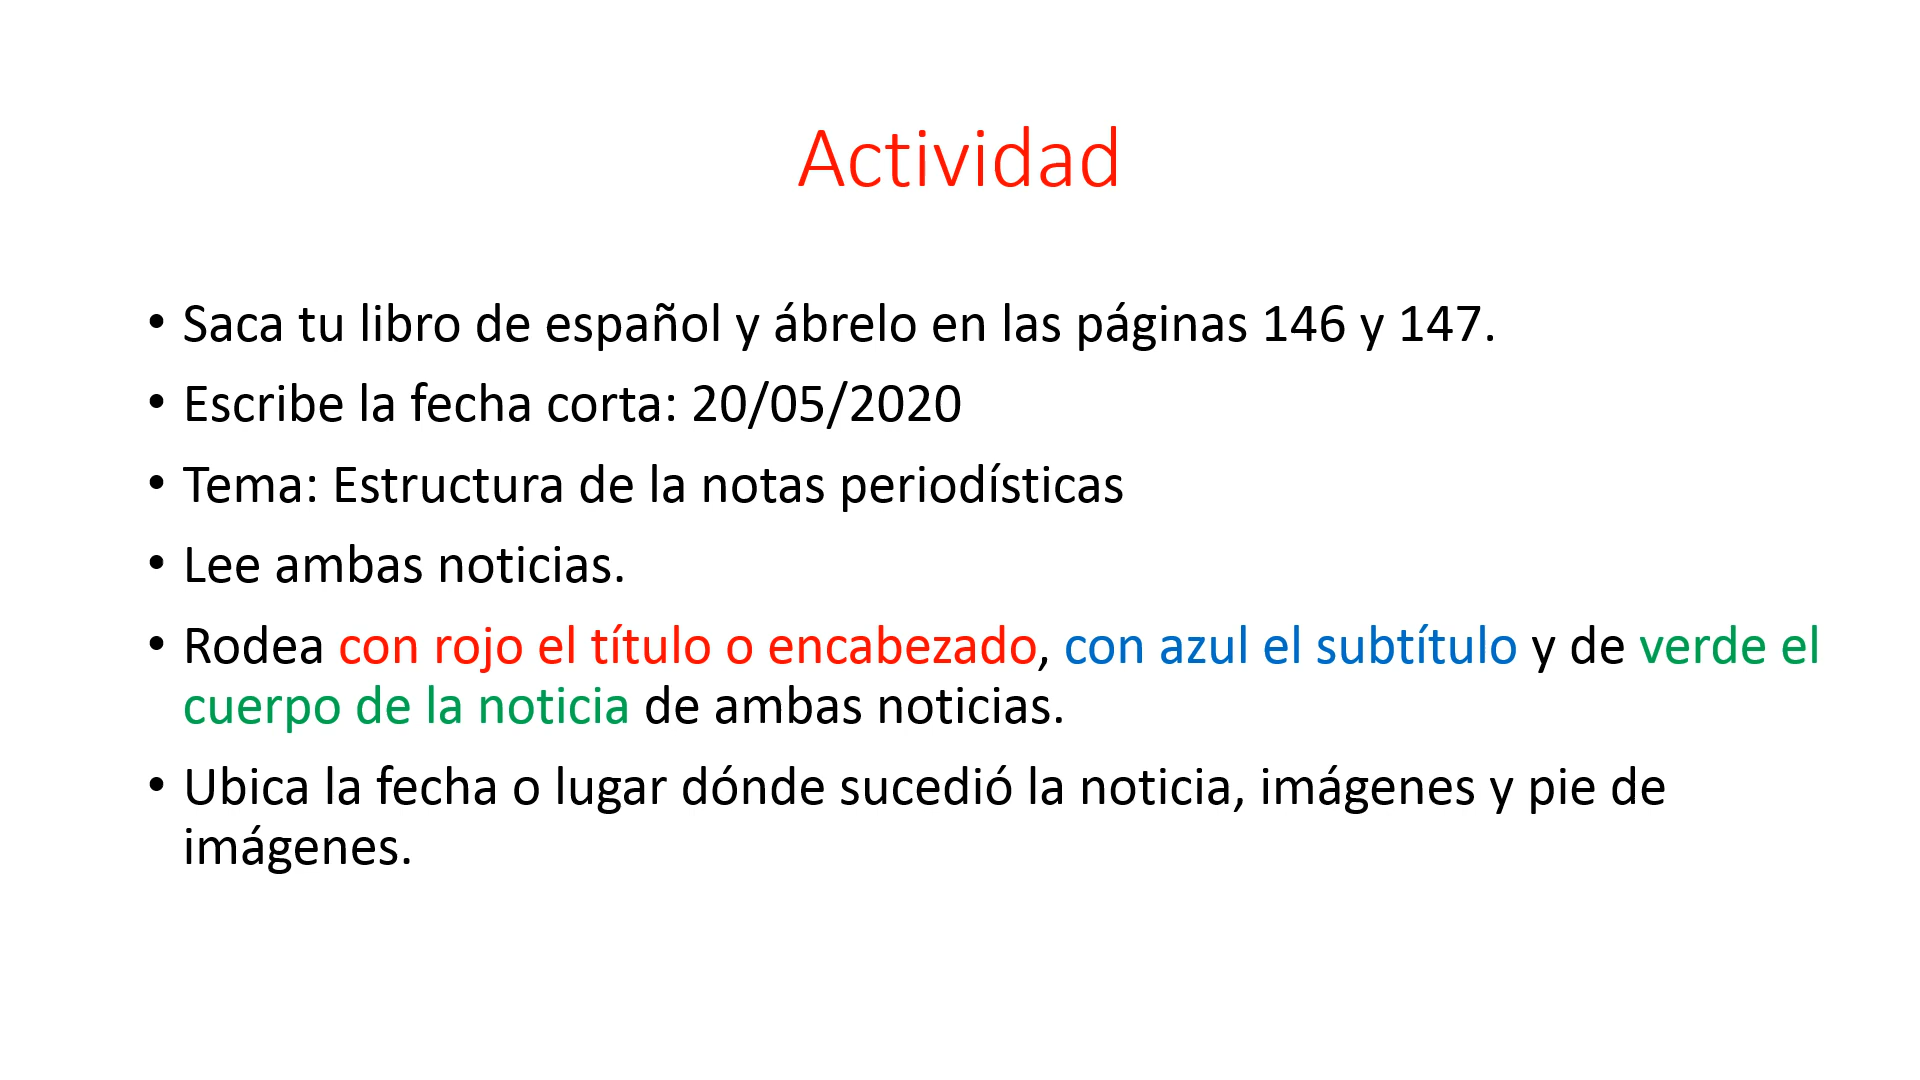 Actividad
• Saca tu libro de español y ábrelo en las páginas 146 y 147.
• Escribe la fecha corta: 20/05/2020
• Tema: Estructura de la notas periodísticas
• Lee ambas noticias.
• Rodea con rojo el título o encabezado, con azul el subtítulo y de verde el
cuerpo de la noticia de ambas noticias.
• Ubica la fecha o lugar dónde sucedió la noticia, imágenes y pie de
imágenes.